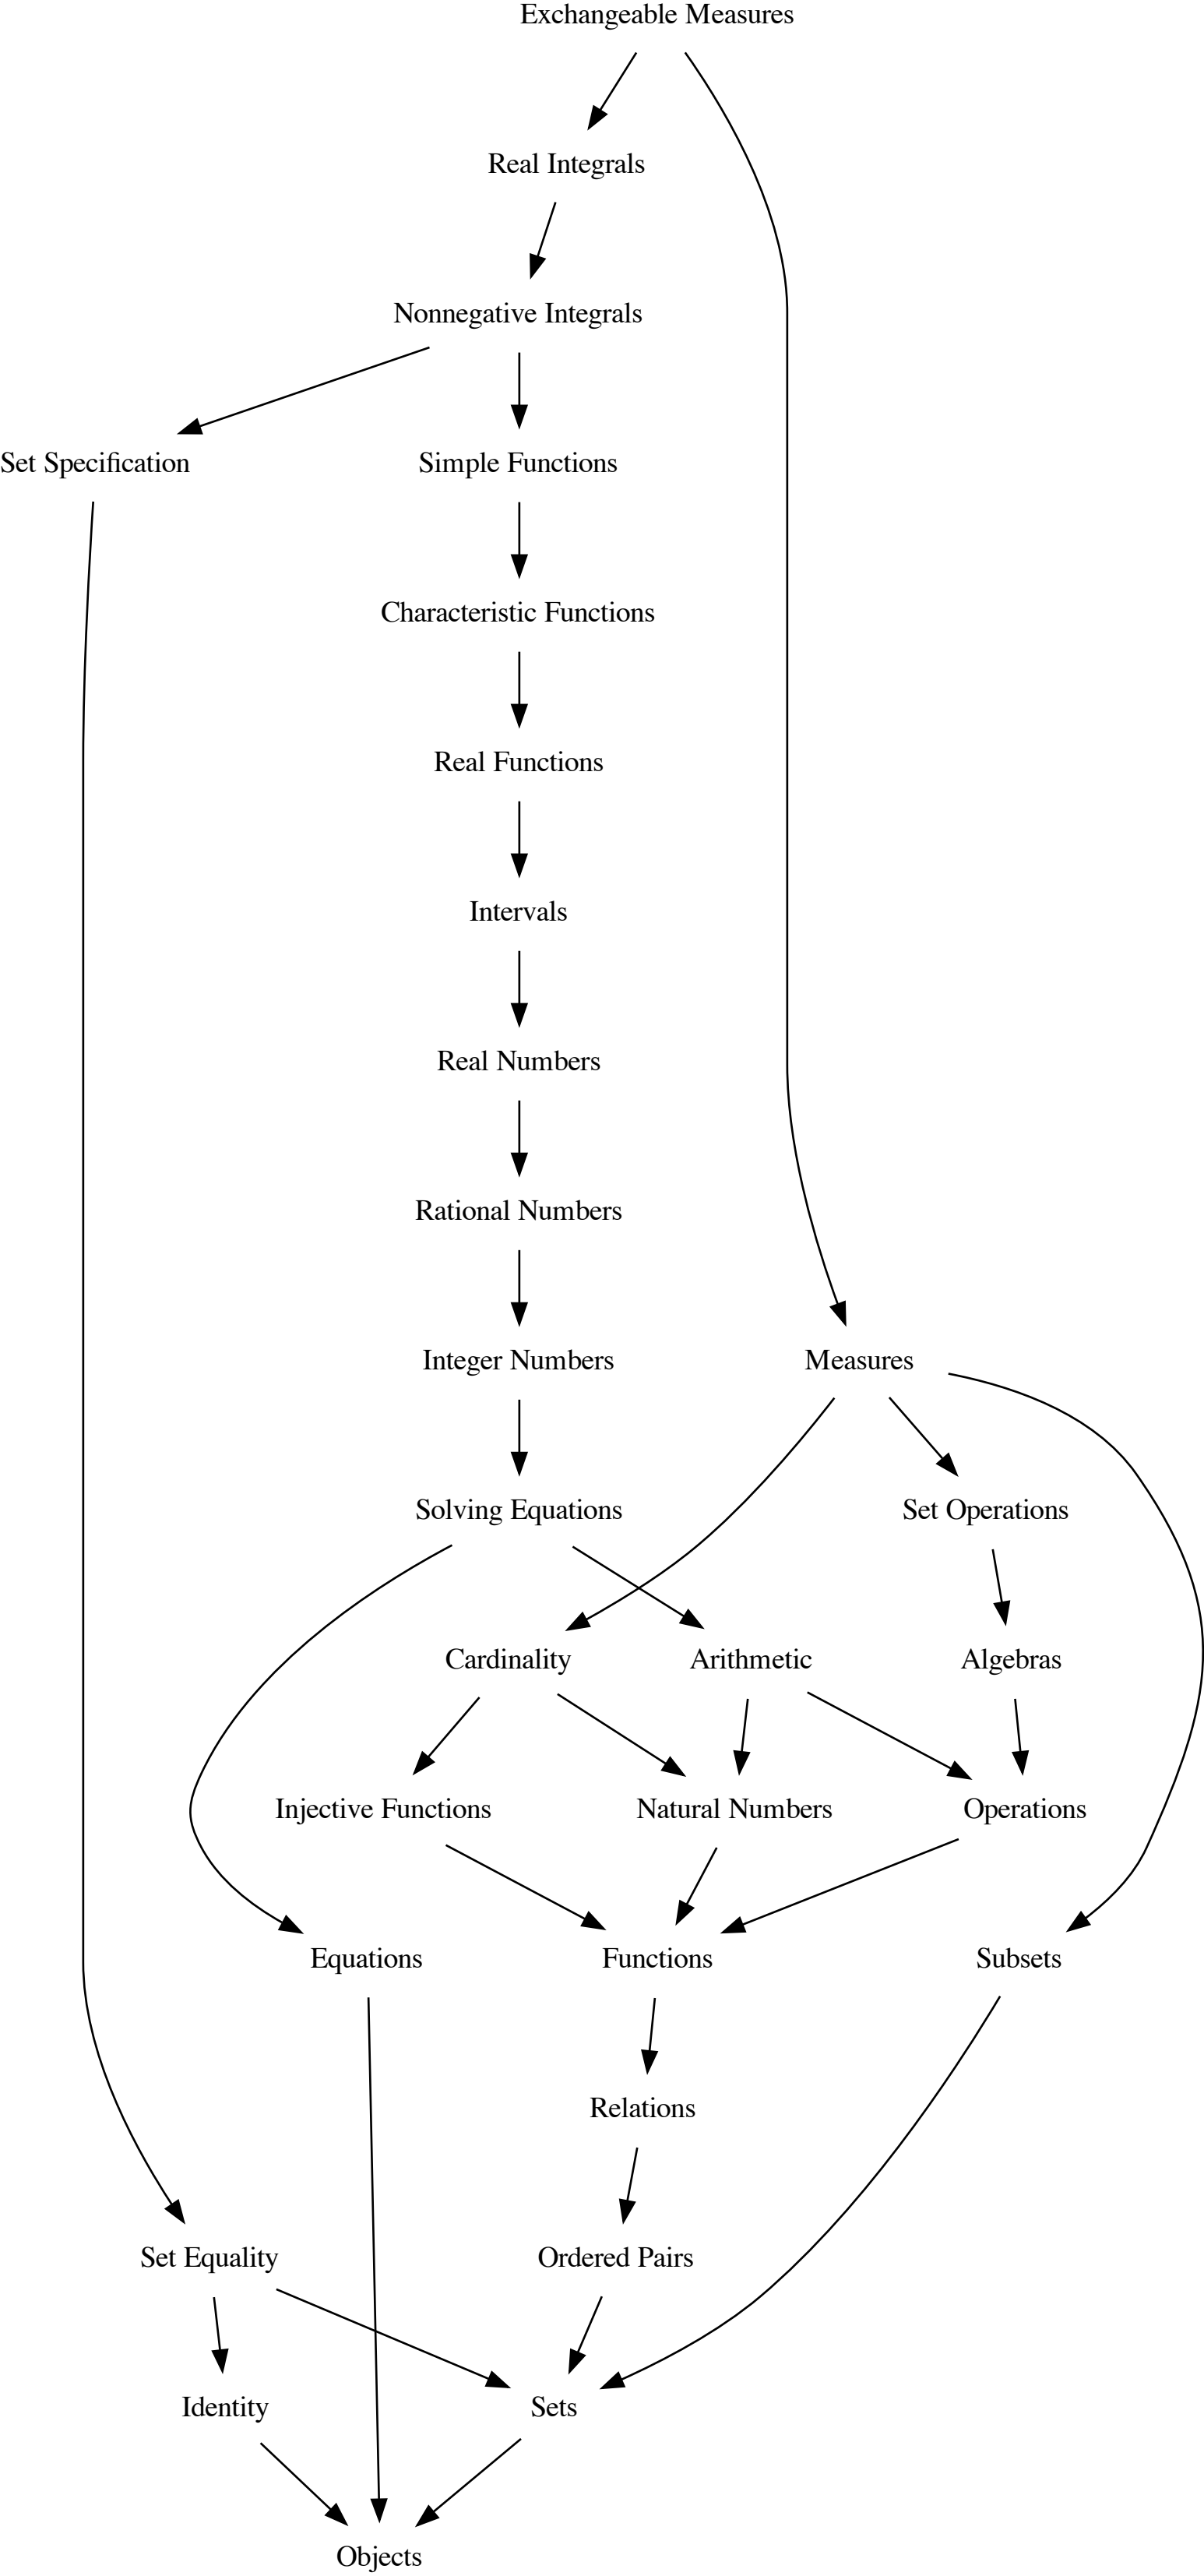 Exchangeable Measures
Real Integrals
Nonnegative Integrals
Set Specification
Simple Functions
Characteristic Functions
Real Functions
Intervals
Real Numbers
Rational Numbers
Integer Numbers
Measures
Solving Equations
Set Operations
Cardinality
Arithmetic
Algebras
Injective Functions
Natural Numbers
Operations
Equations
Functions
Subsets
Relations
Set Equality
Ordered Pairs
Identity
Sets
Objects